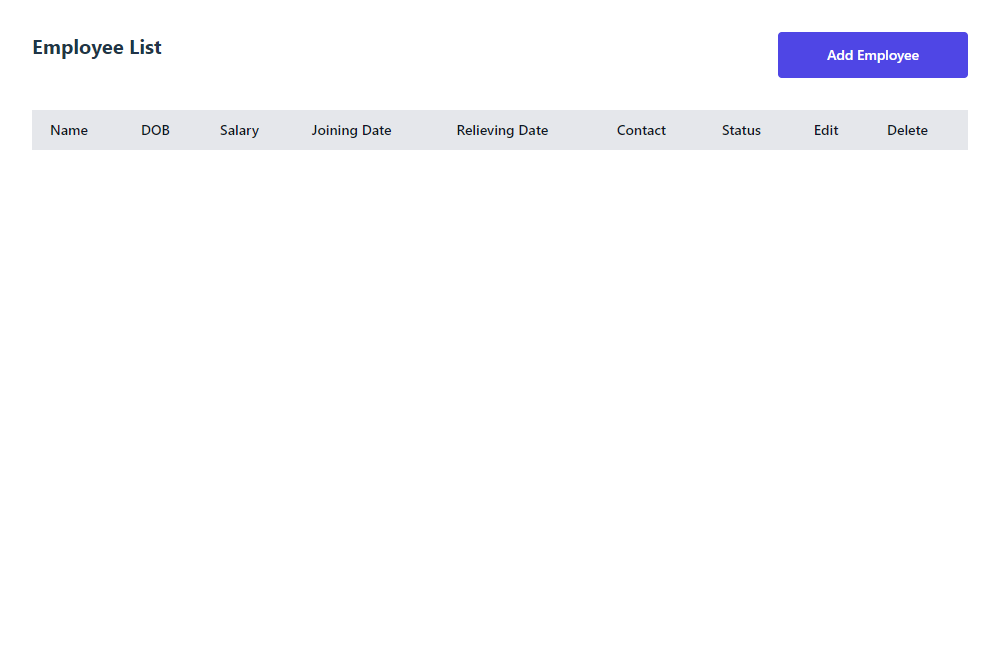 Employee List
Add Employee
Name DOB Salary Joining Date Relieving Date Contact Status Edit Delete